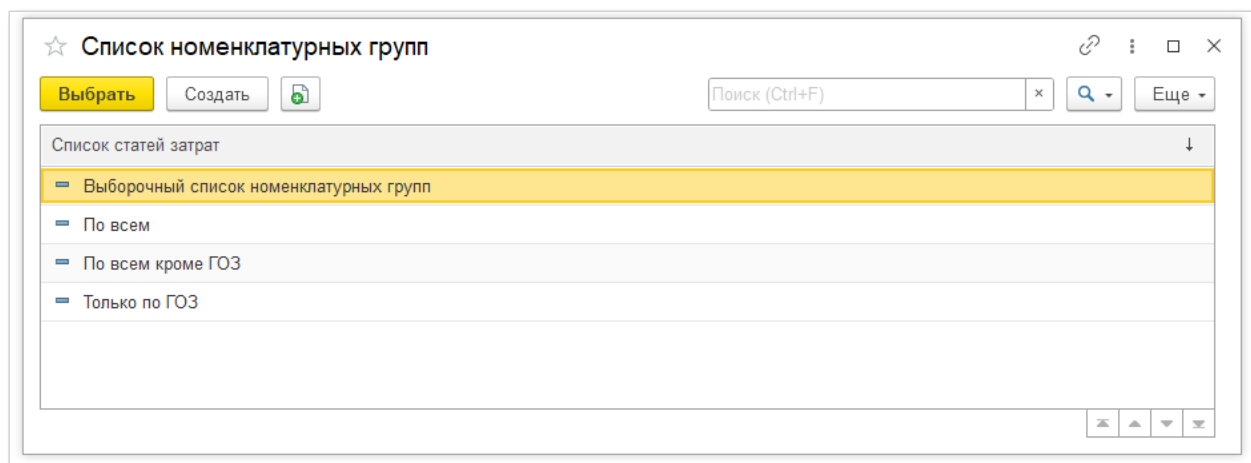 Список номенклатурных групп
Выбрать Создать Поиск (Ctrl+F) × Еще
Список статей затрат ↓
Выборочный список номенклатурных групп
По всем
По всем кроме ГОЗ
Только по ГОЗ